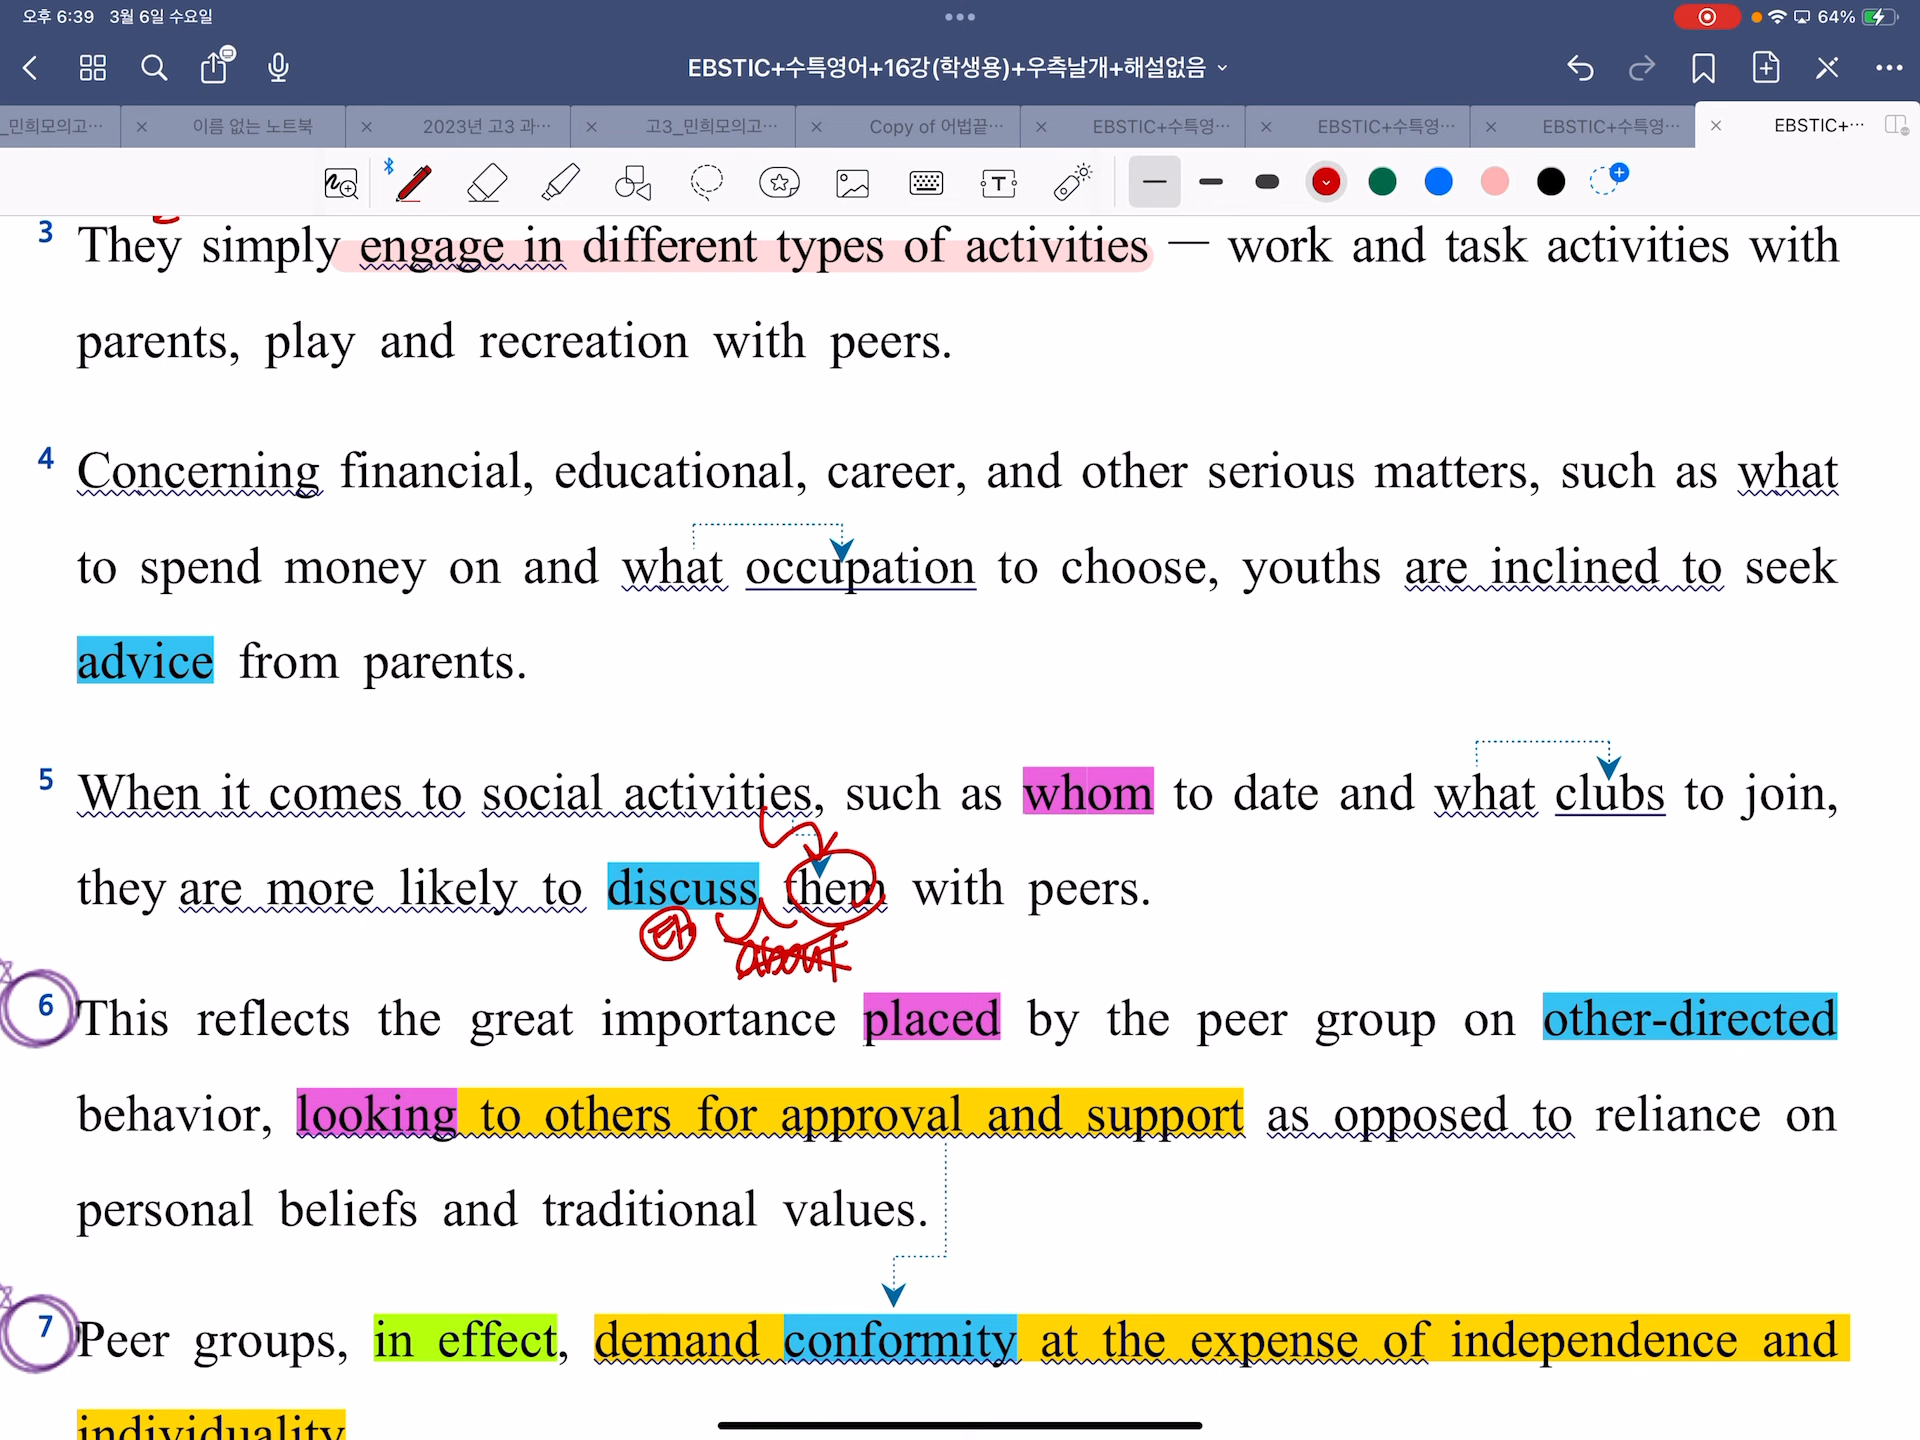 오후 6:39 3월 6일 수요일
64%
EBSTIC+수특영어+16강(학생용)+우측날개+해설없음
_민희모의고… 이름 없는 노트북 2023년 고3 과… 고3_민희모의고… Copy of 어법끝… EBSTIC+수특영… EBSTIC+수특영… EBSTIC+수특영… EBSTIC+…
3 They simply engage in different types of activities — work and task activities with
parents, play and recreation with peers.
4 Concerning financial, educational, career, and other serious matters, such as what
to spend money on and what occupation to choose, youths are inclined to seek
advice from parents.
5 When it comes to social activities, such as whom to date and what clubs to join,
they are more likely to discuss them with peers.
타 about
6 This reflects the great importance placed by the peer group on other-directed
behavior, looking to others for approval and support as opposed to reliance on
personal beliefs and traditional values.
7 Peer groups, in effect, demand conformity at the expense of independence and
individuality